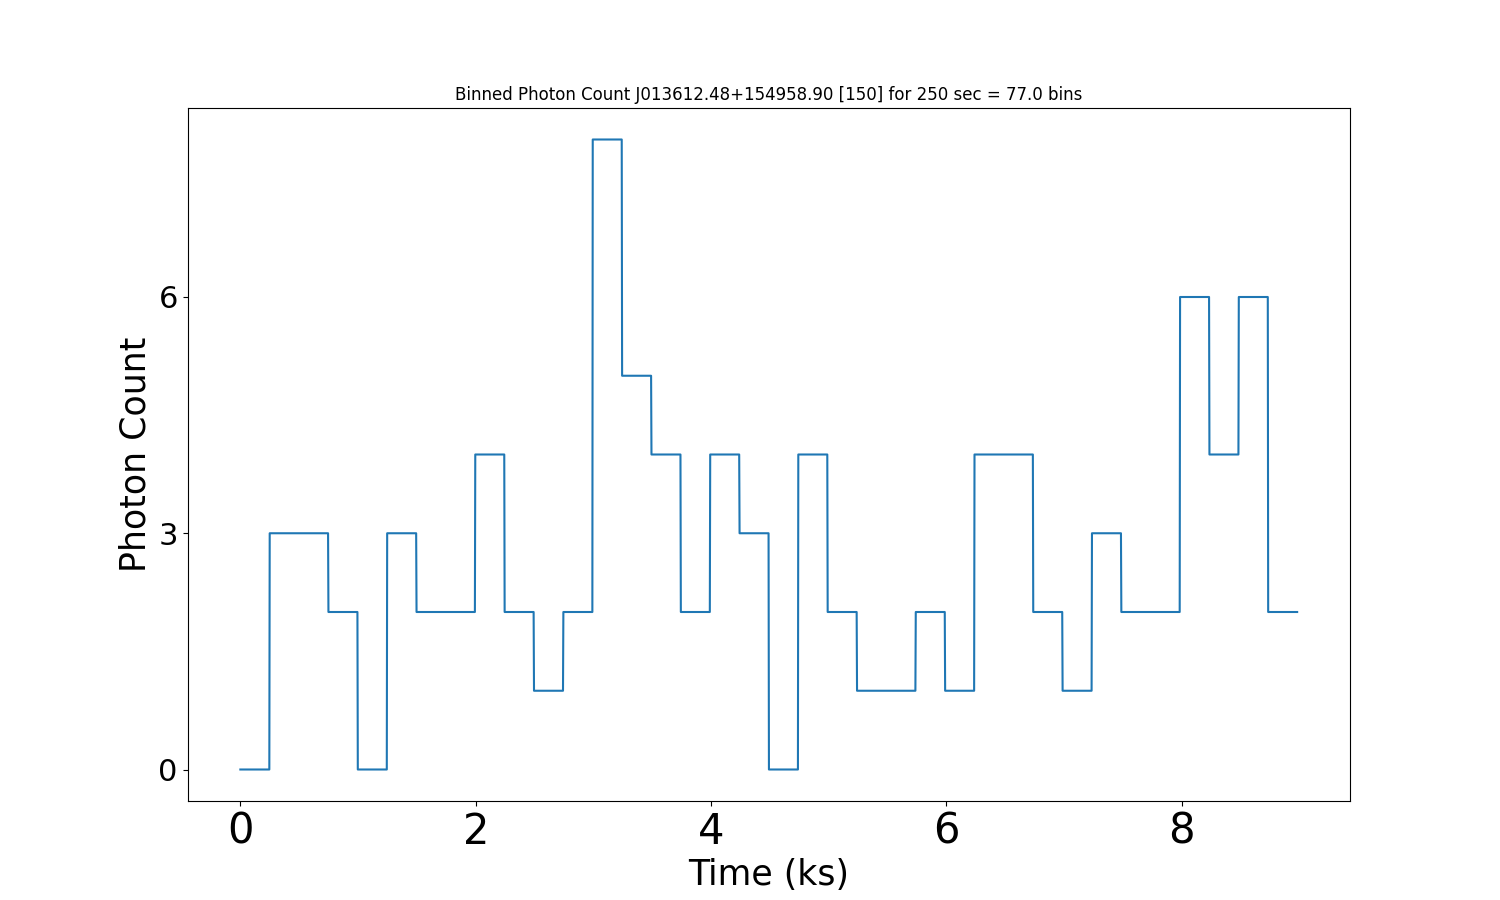 Binned Photon Count J013612.48+154958.90 [150] for 250 sec = 77.0 bins
6
3
0
Photon Count
0 2 4 6 8
Time (ks)